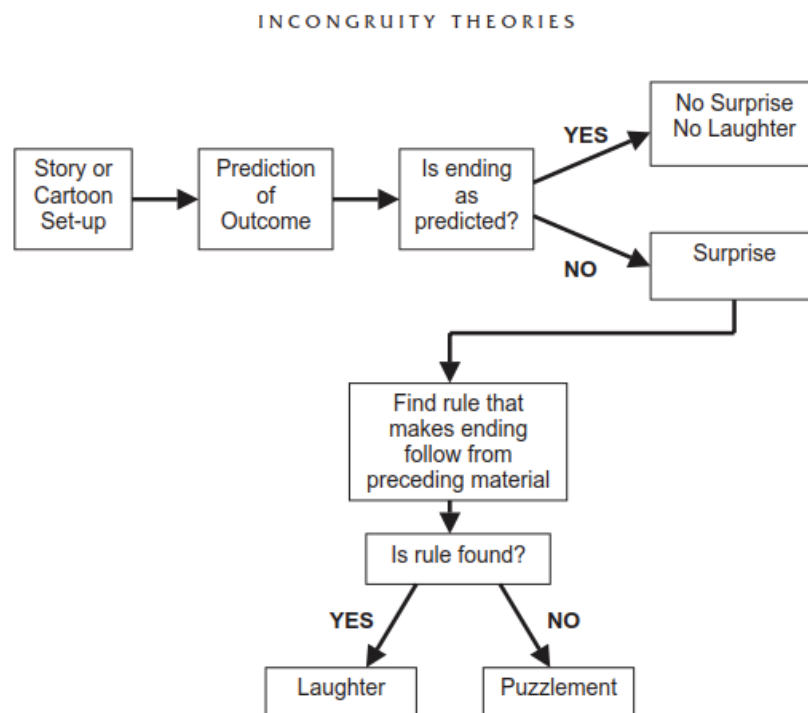 INCONGRUITY THEORIES
Story or
Cartoon
Set-up
Prediction
of
Outcome
Is ending
as
predicted?
YES
No Surprise
No Laughter
NO
Surprise
Find rule that
makes ending
follow from
preceding material
Is rule found?
YES
NO
Laughter
Puzzlement